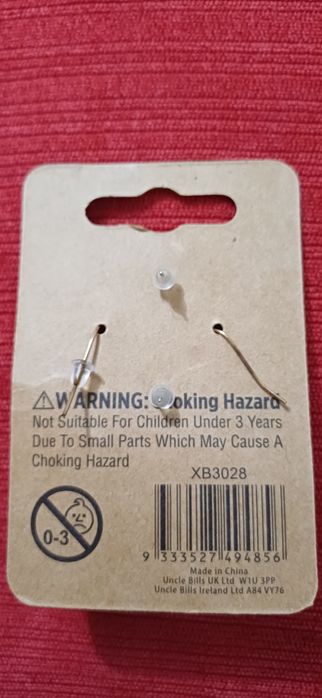 ⚠WARNING: Choking Hazard
Not Suitable For Children Under 3 Years
Due To Small Parts Which May Cause A
Choking Hazard
XB3028
0-3
9 333527 494856
Made in China
Uncle Bills UK Ltd W1U 3PP
Uncle Bills Ireland Ltd A84 VY76